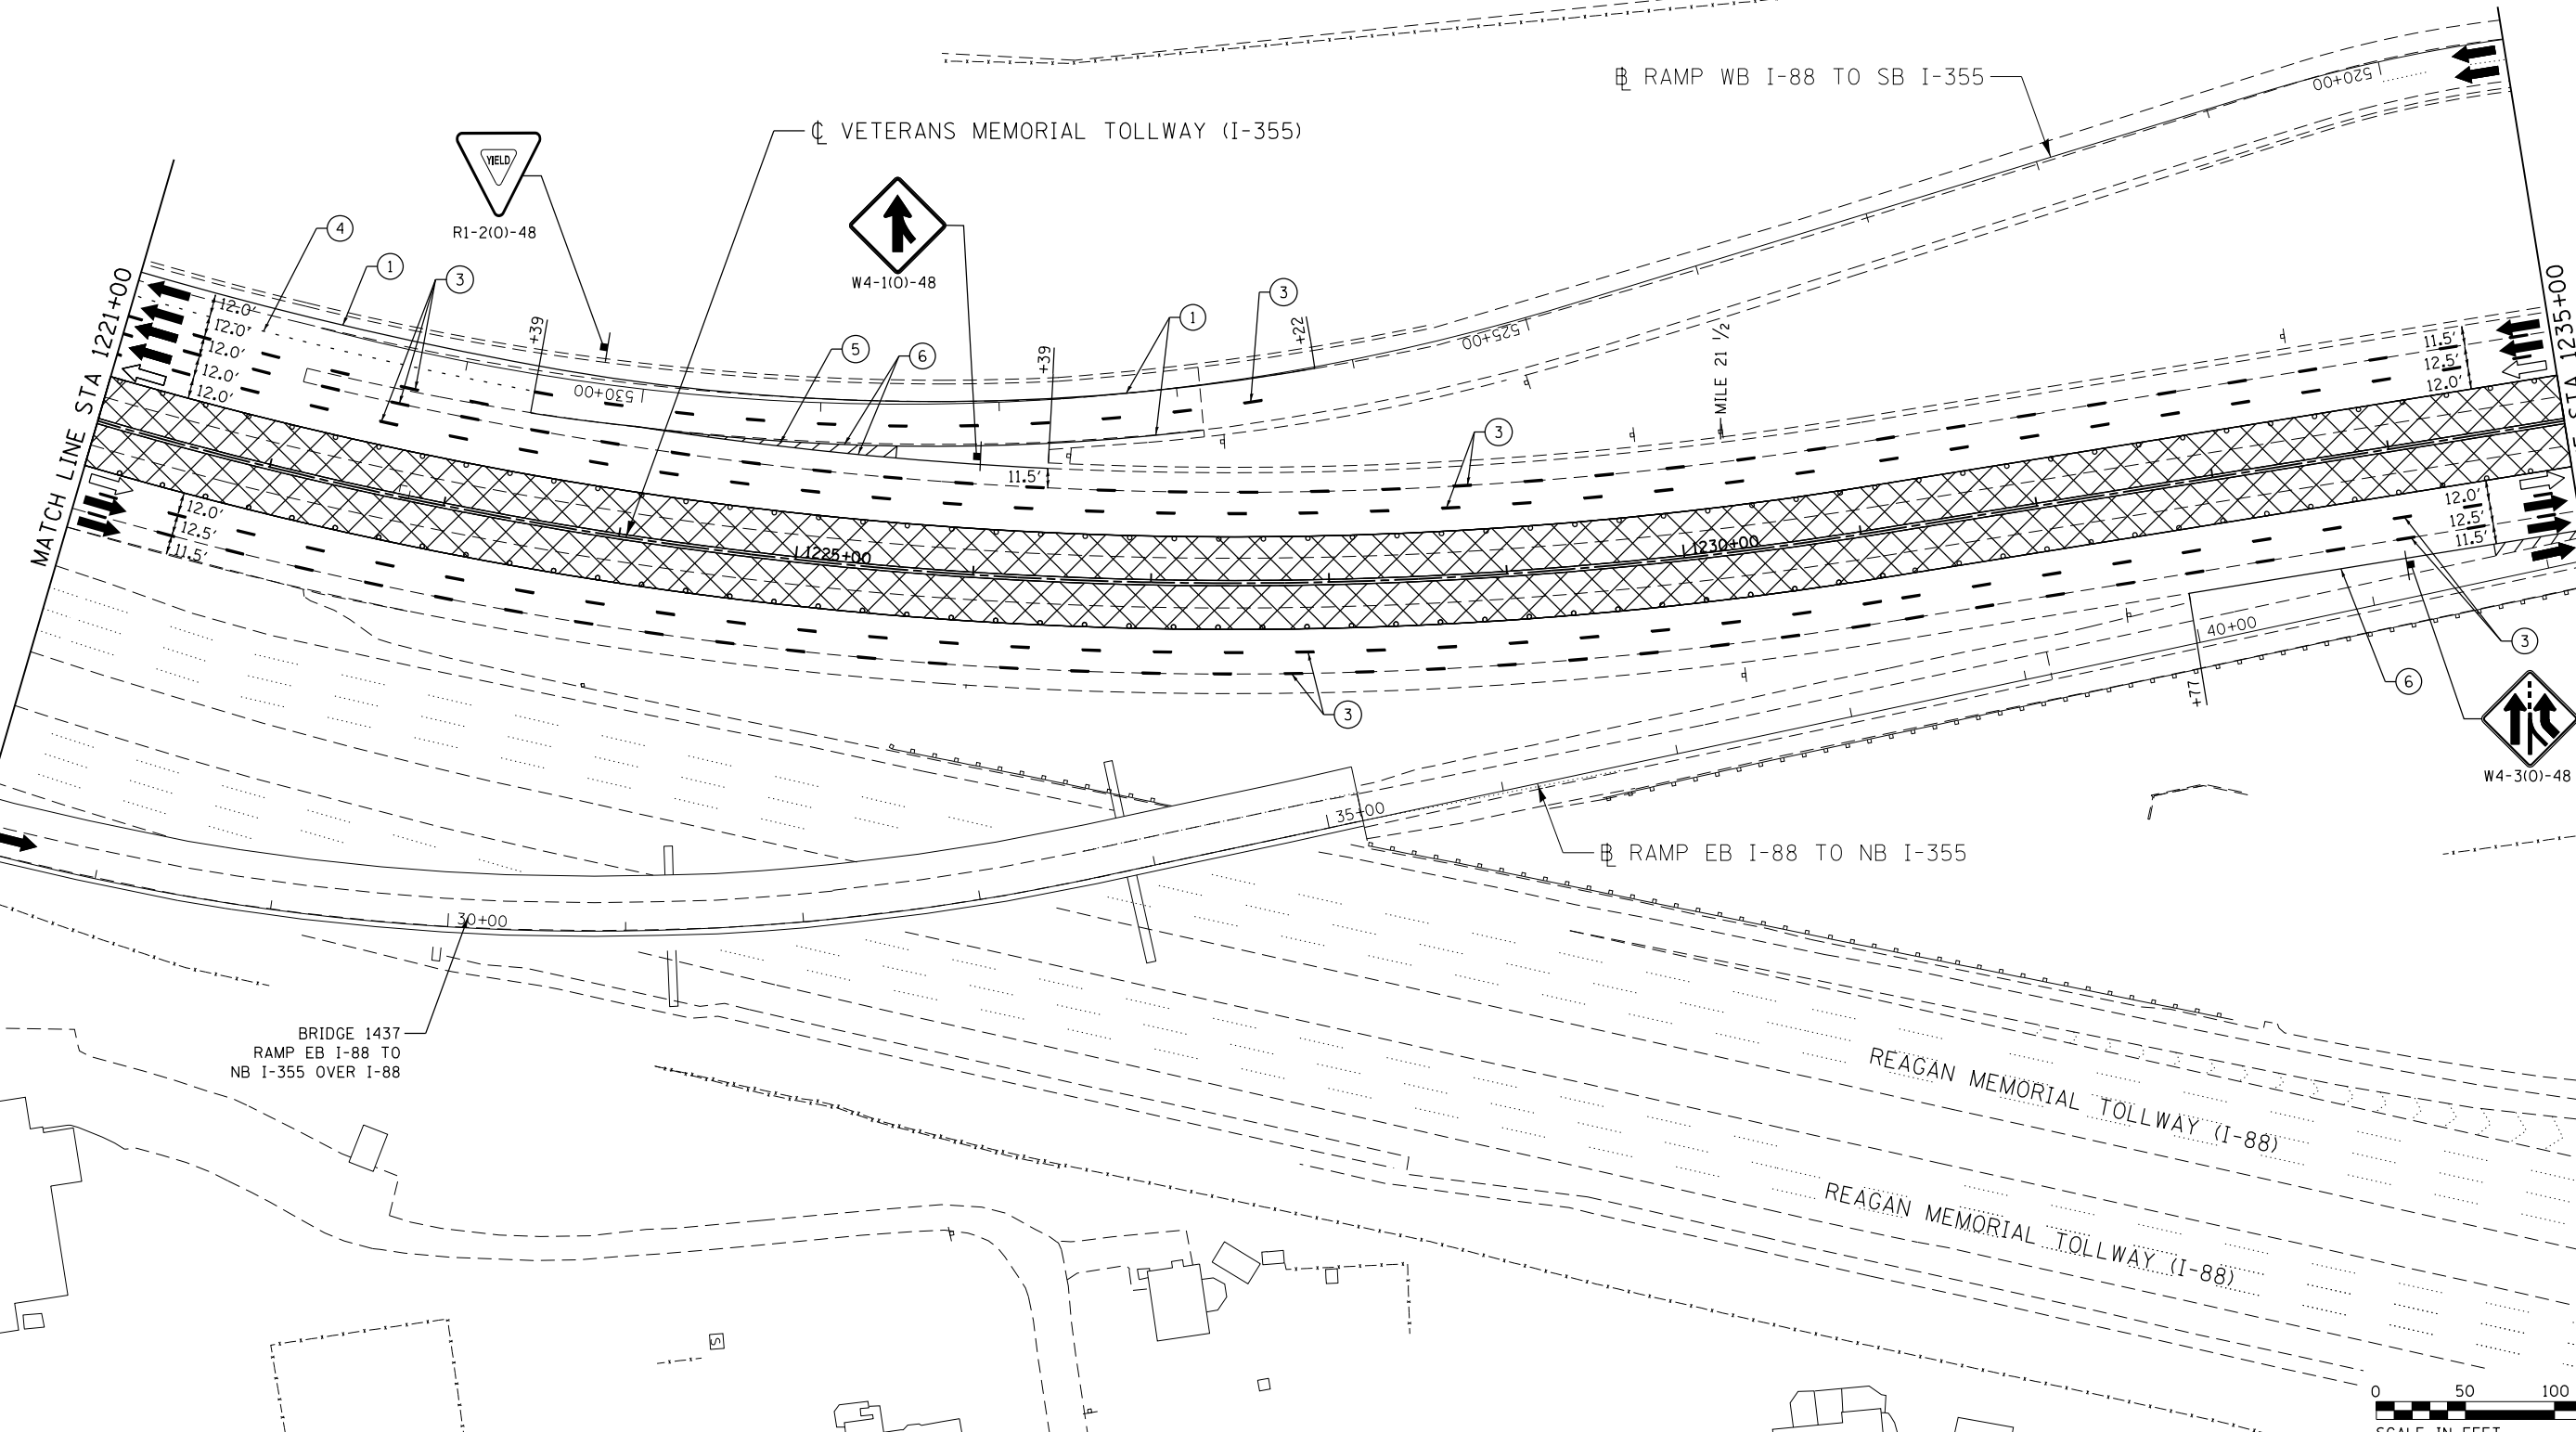 ℄ VETERANS MEMORIAL TOLLWAY (I-355)
℔ RAMP WB I-88 TO SB I-355
520+00
YIELD
R1-2(O)-48
W4-1(O)-48
4
1
3
5
6
1
3
+39
+39
+22
530+00
525+00
MILE 21 1/2
MATCH LINE STA 1221+00
12.0'
12.0'
12.0'
12.0'
12.0'
11.5'
3
11.5'
12.5'
12.0'
STA 1235+00
12.0'
12.5'
11.5'
1225+00
1230+00
12.0'
12.5'
11.5'
3
40+00
+77
3
6
W4-3(O)-48
35+00
℔ RAMP EB I-88 TO NB I-355
30+00
BRIDGE 1437
RAMP EB I-88 TO
NB I-355 OVER I-88
REAGAN MEMORIAL TOLLWAY (I-88)
REAGAN MEMORIAL TOLLWAY (I-88)
S
0 50 100
SCALE IN FEET